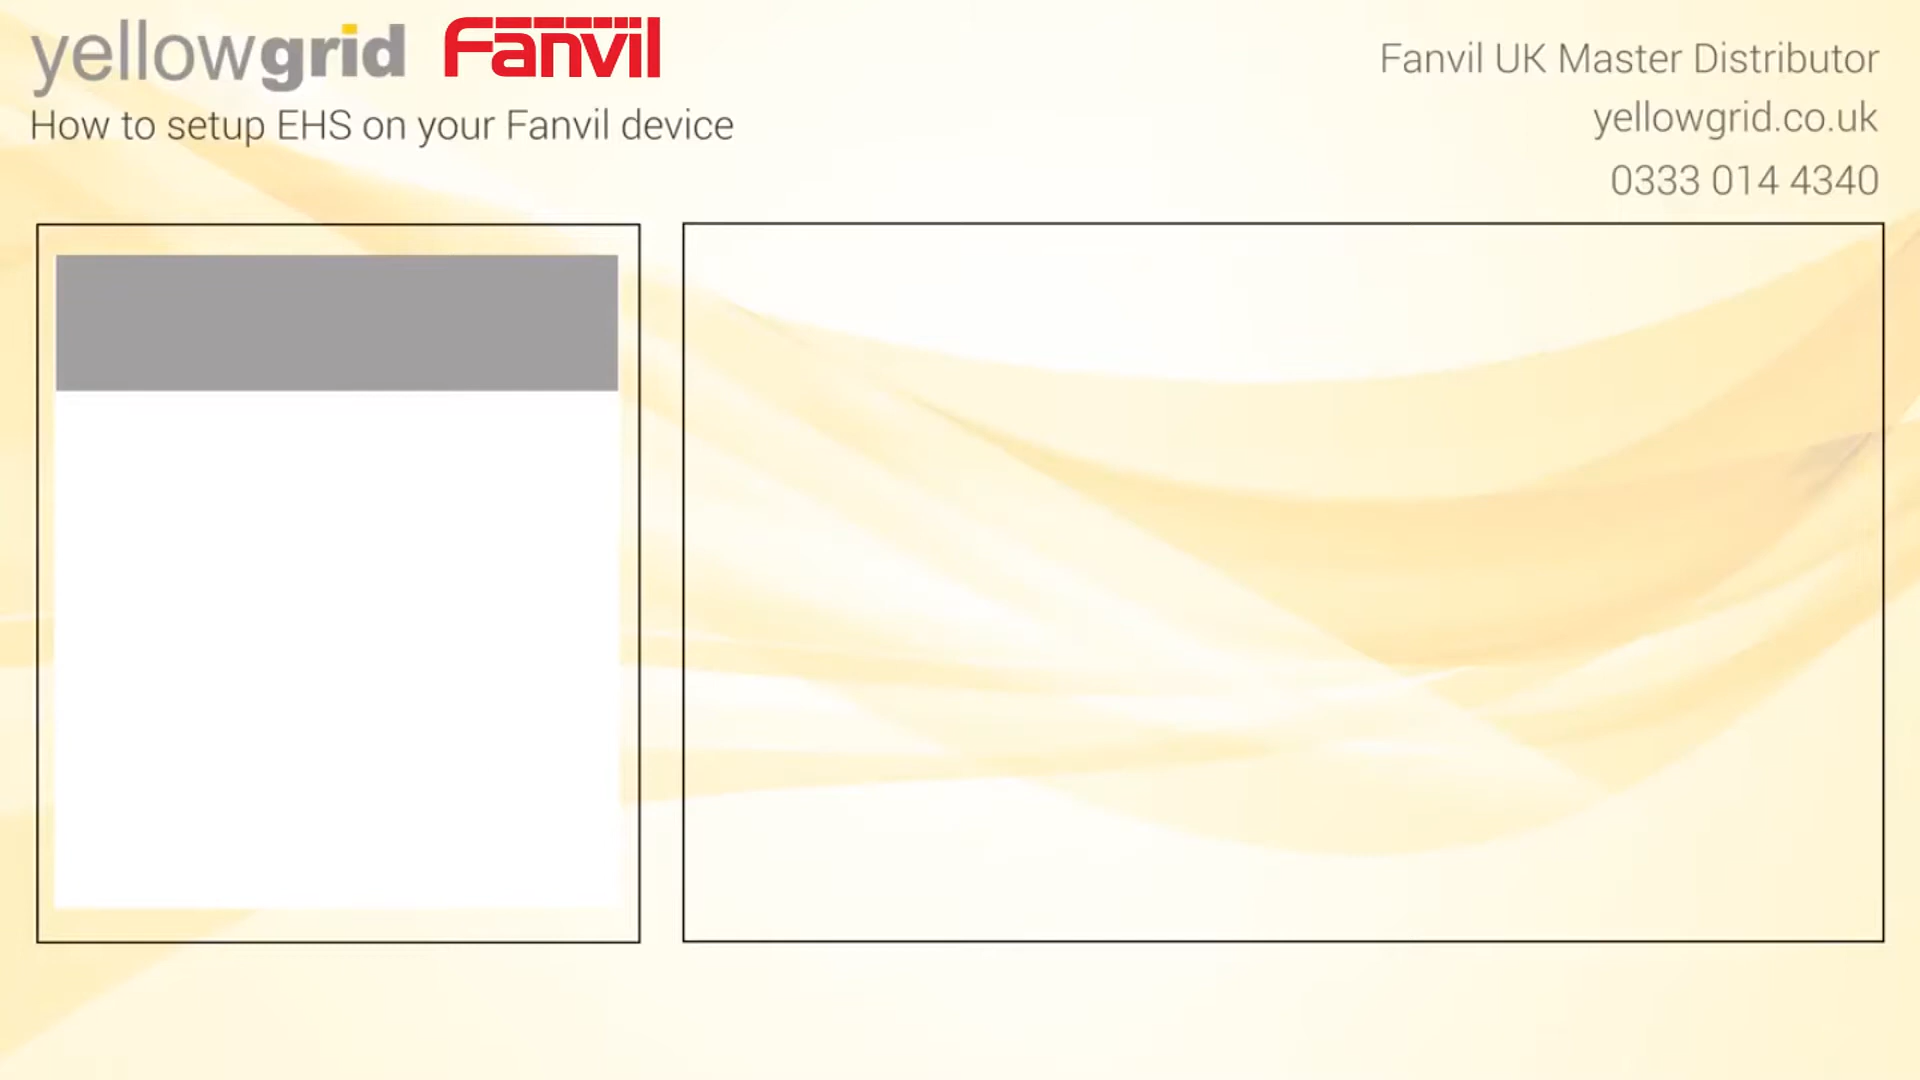 yellowgrid Fanvil
How to setup EHS on your Fanvil device
Fanvil UK Master Distributor
yellowgrid.co.uk
0333 014 4340